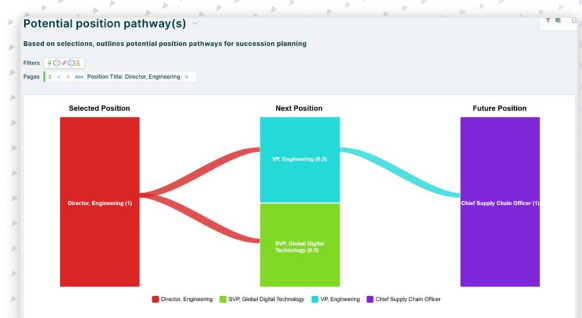 Potential position pathway(s)
Based on selections, outlines potential position pathways for succession planning
Filters
Pages Abc Position Title: Director, Engineering ×
Selected Position
Next Position
Future Position
Director, Engineering (1)
VP, Engineering (0.5)
SVP, Global Digital
Technology (0.5)
Chief Supply Chain Officer (1)
Director, Engineering SVP, Global Digital Technology VP, Engineering Chief Supply Chain Officer